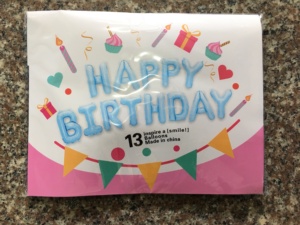 HAPPY
BIRTHDAY
13 inspire a [smile!]
Balloons
Made in china